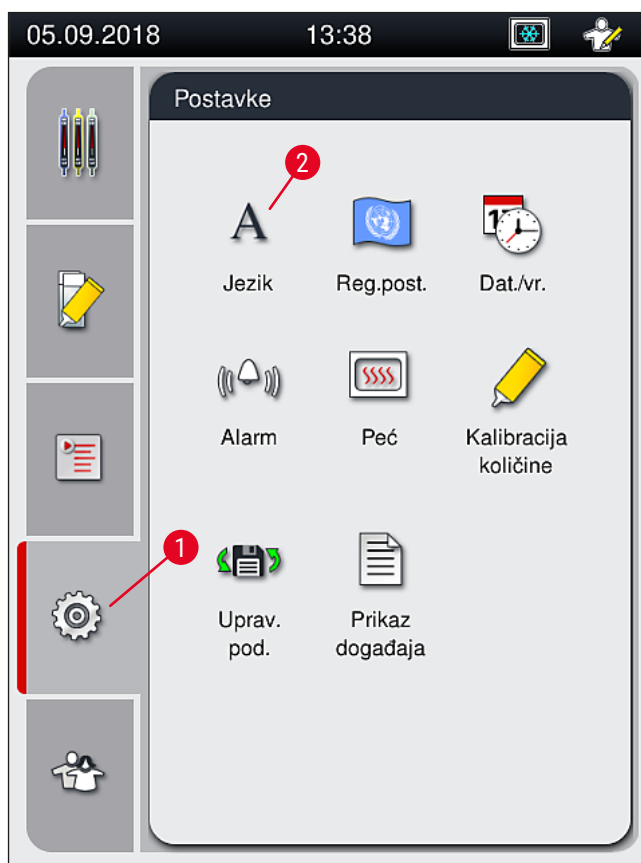 05.09.2018 13:38
Postavke
2
A
17
Jezik Reg.post. Dat./vr.
Alarm Peć Kalibracija
količine
1
Uprav. Prikaz
pod. događaja